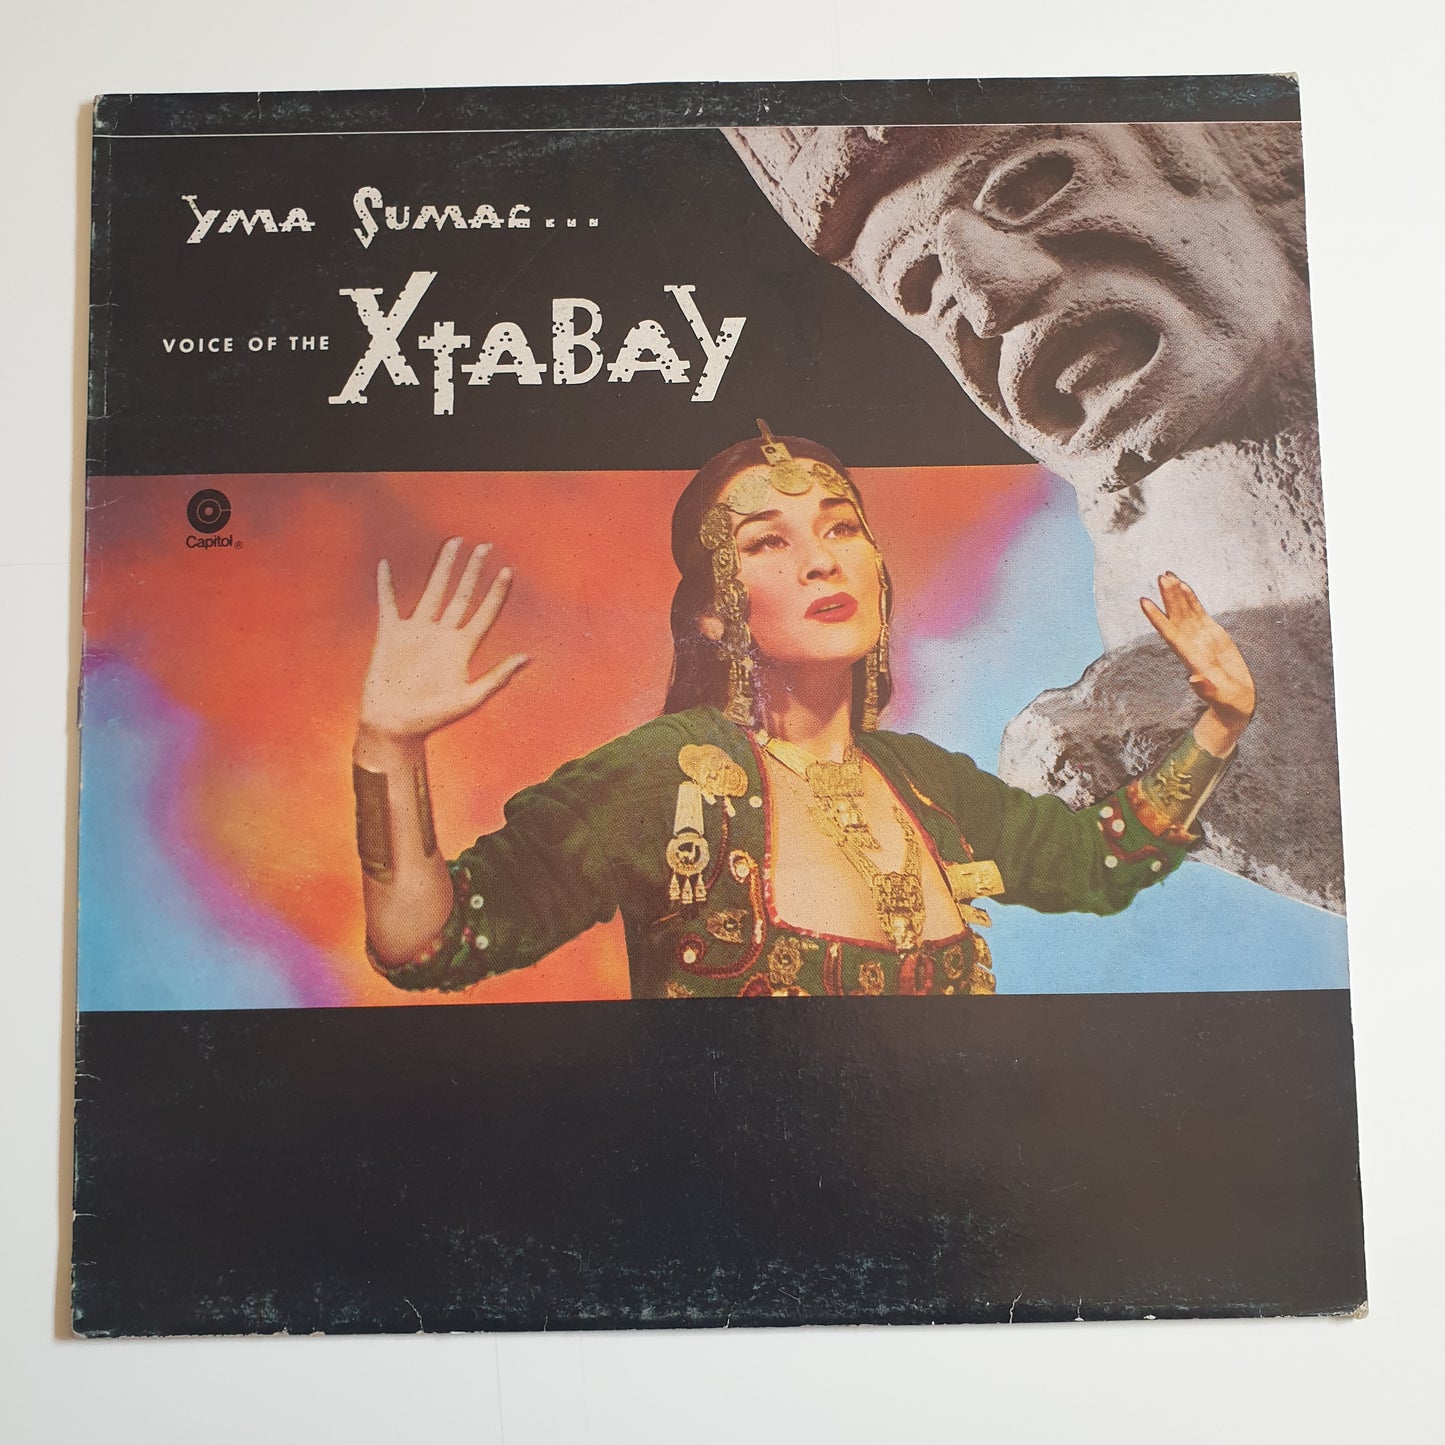 YMA SUMAC...
VOICE OF THE XTABAY
Capitol ®